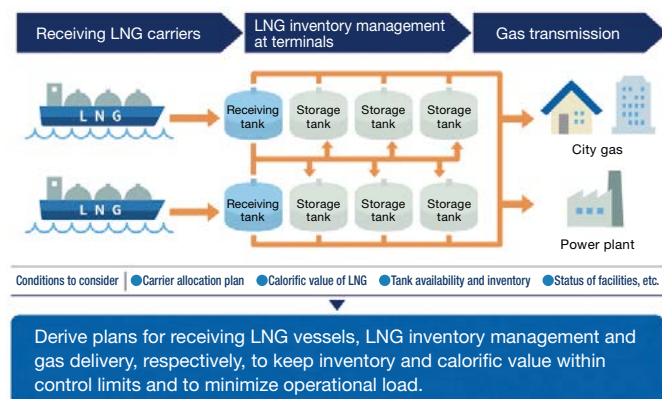 Receiving LNG carriers
LNG inventory management
at terminals
Gas transmission
LNG
Receiving
tank
Storage
tank
Storage
tank
Storage
tank
City gas
LNG
Receiving
tank
Storage
tank
Storage
tank
Storage
tank
Power plant
Conditions to consider ●Carrier allocation plan ●Calorific value of LNG ●Tank availability and inventory ●Status of facilities, etc.
Derive plans for receiving LNG vessels, LNG inventory management and
gas delivery, respectively, to keep inventory and calorific value within
control limits and to minimize operational load.